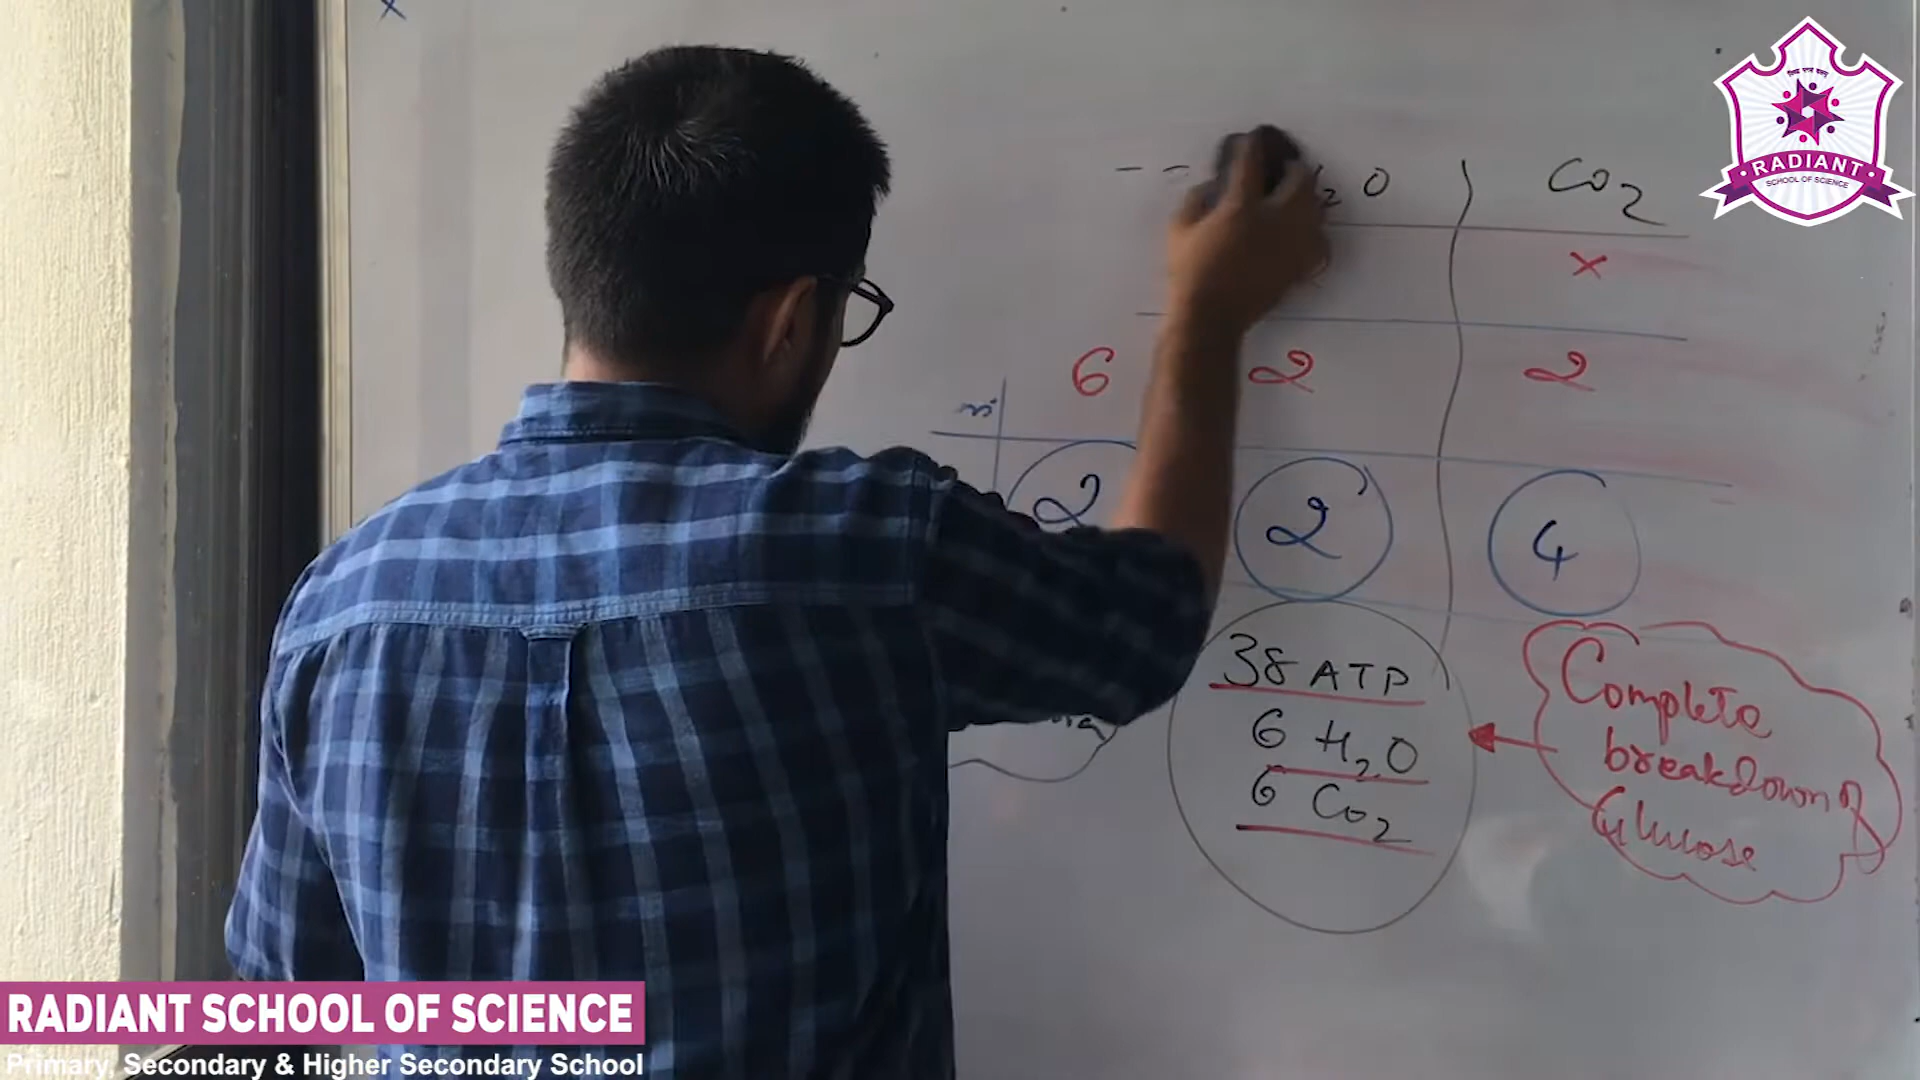 x
-- H₂O CO₂
x
6 2 2
2 2 4
38 ATP
6 H₂O
6 CO₂
Complete
breakdown of
Glucose
RADIANT
SCHOOL OF SCIENCE
RADIANT SCHOOL OF SCIENCE
Primary, Secondary & Higher Secondary School